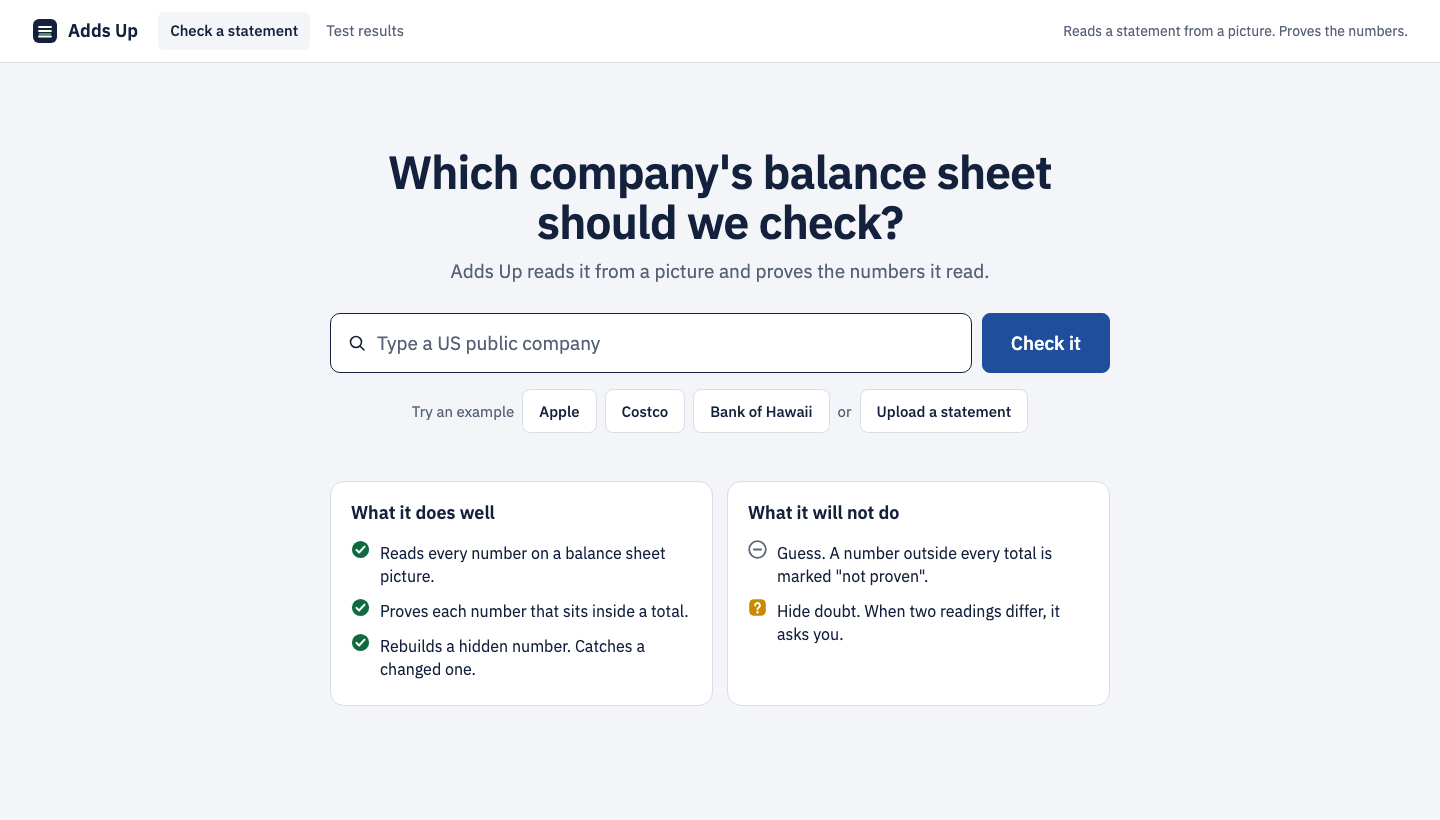 Adds Up
Check a statement
Test results
Reads a statement from a picture. Proves the numbers.
Which company's balance sheet
should we check?
Adds Up reads it from a picture and proves the numbers it read.
Type a US public company
Check it
Try an example
Apple
Costco
Bank of Hawaii
or
Upload a statement
What it does well
Reads every number on a balance sheet
picture.
Proves each number that sits inside a total.
Rebuilds a hidden number. Catches a
changed one.
What it will not do
Guess. A number outside every total is
marked "not proven".
?
Hide doubt. When two readings differ, it
asks you.